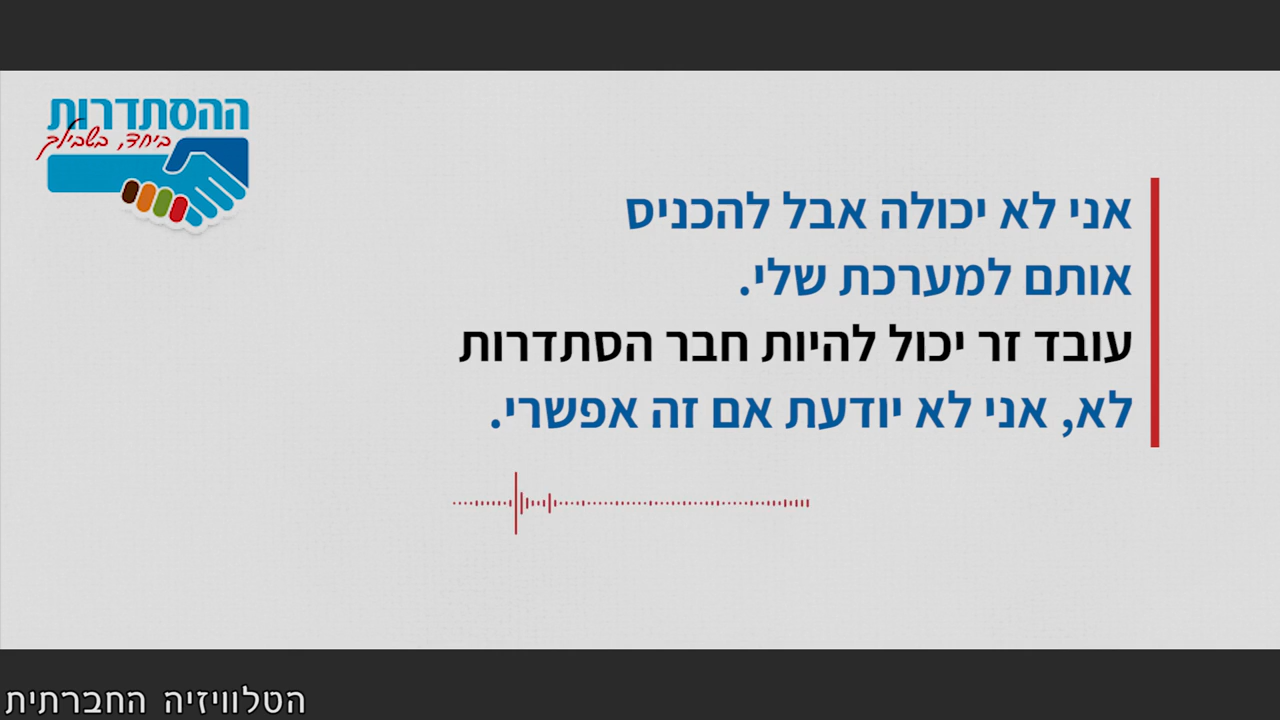 ההסתדרות
ביחד, בשבילך
אני לא יכולה אבל להכניס
אותם למערכת שלי.
עובד זר יכול להיות חבר הסתדרות
לא, אני לא יודעת אם זה אפשרי.
הטלוויזיה החברתית